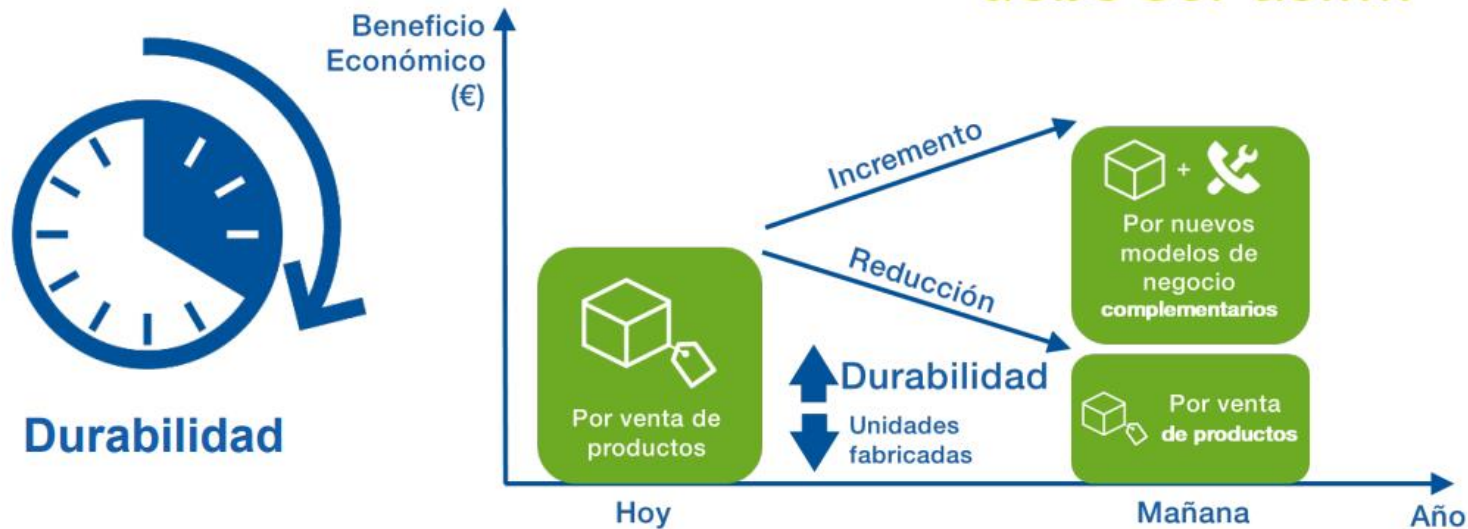 Beneficio
Económico
(€)
Incremento
Reducción
Por nuevos
modelos de
negocio
complementarios
Por venta de
productos
Durabilidad
Unidades
fabricadas
Por venta
de productos
Durabilidad
Hoy
Mañana
Año